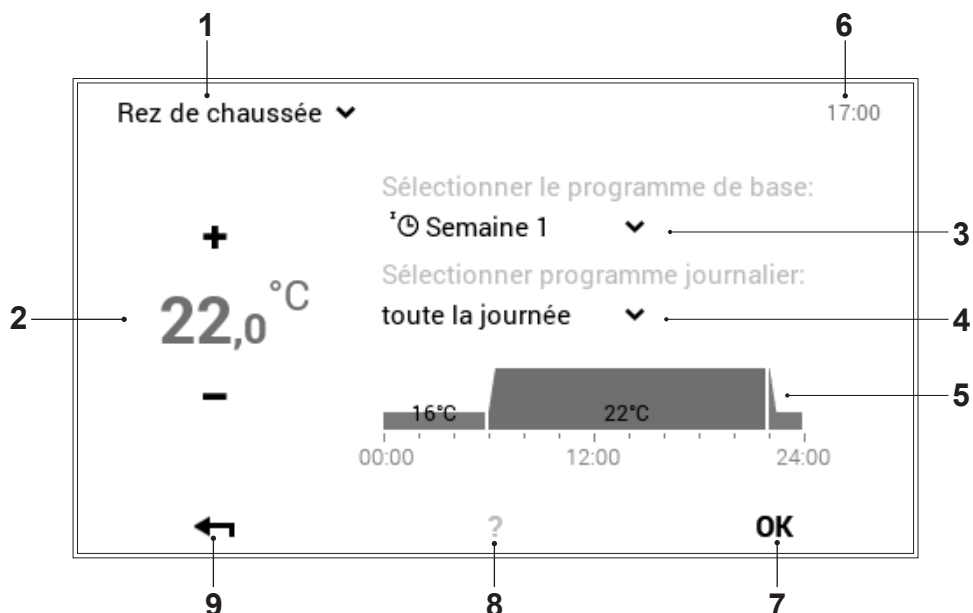 1
6
Rez de chaussée
17:00
Sélectionner le programme de base:
+
I Semaine 1
3
Sélectionner programme journalier:
2
22,0 °C
toute la journée
4
−
5
16°C
22°C
00:00
12:00
24:00
?
OK
9
8
7